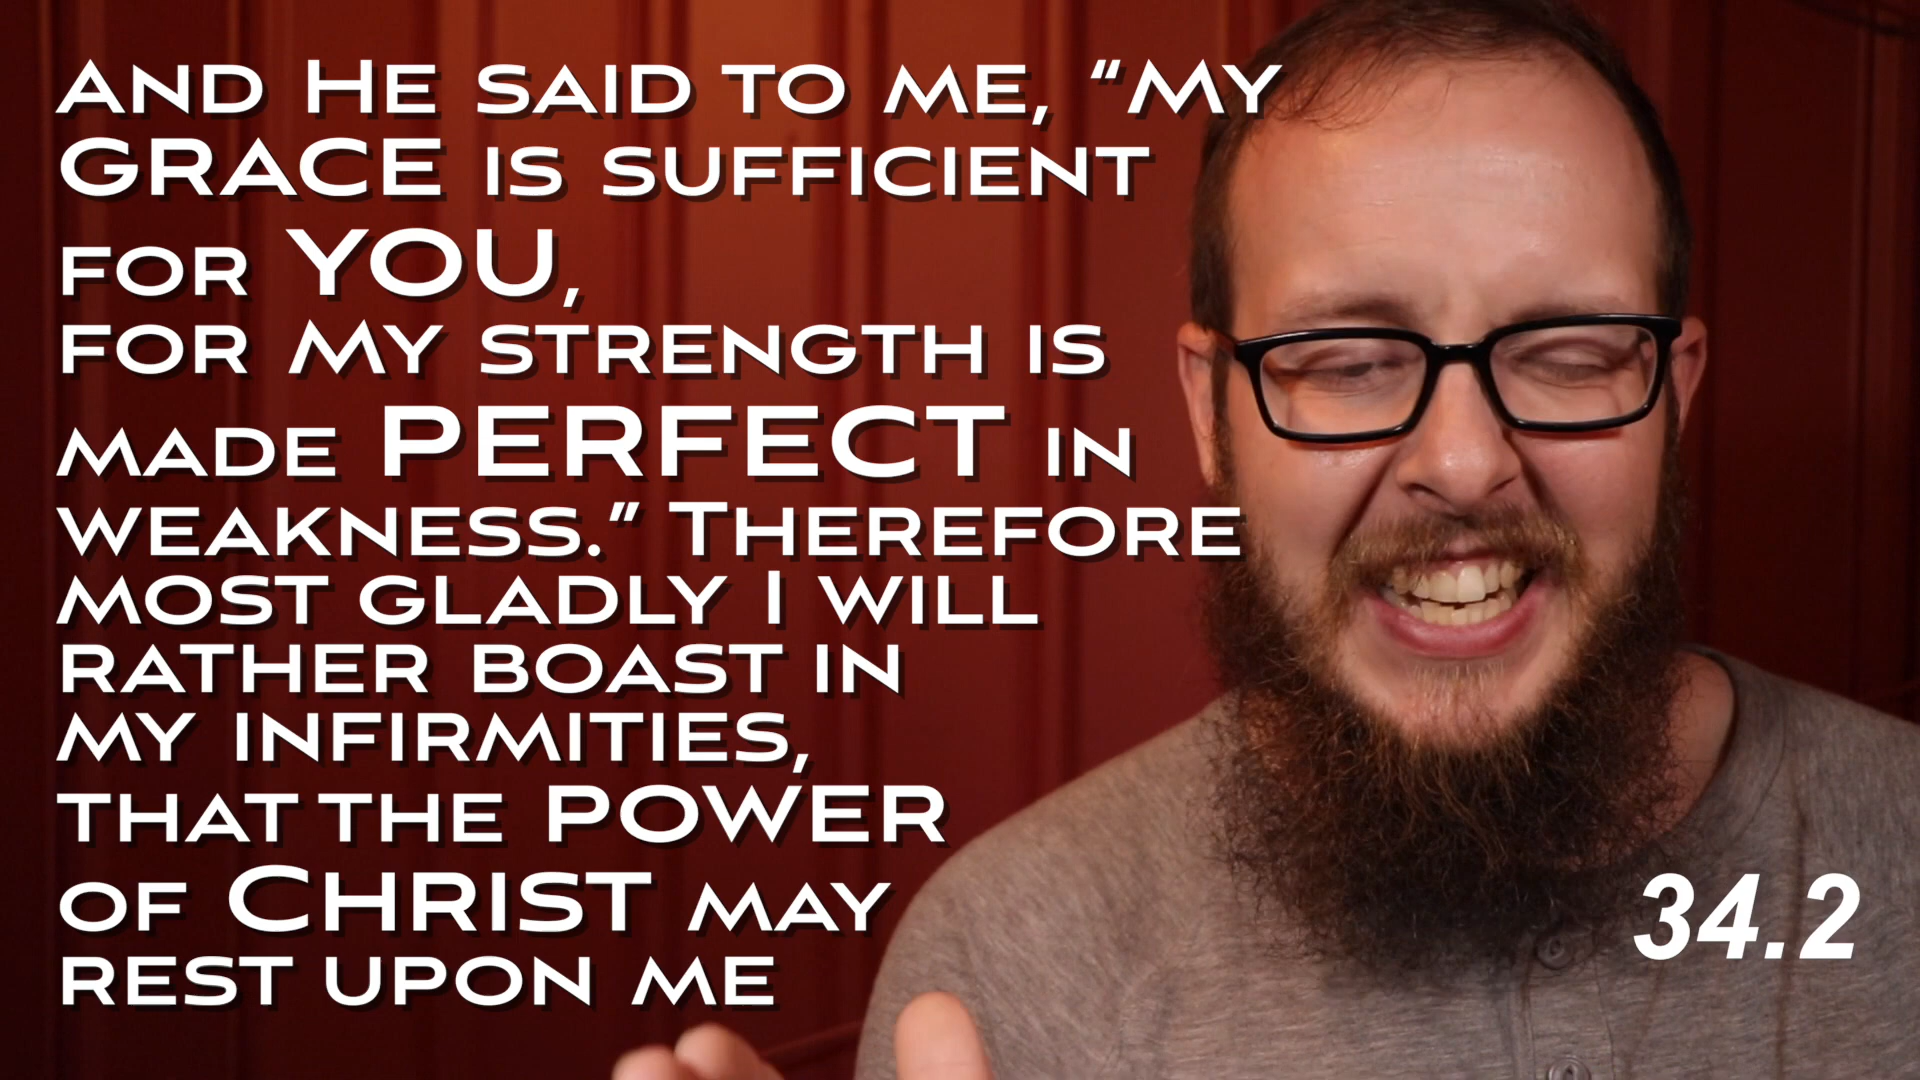 AND HE SAID TO ME, "MY
GRACE IS SUFFICIENT
FOR YOU,
FOR MY STRENGTH IS
MADE PERFECT IN
WEAKNESS." THEREFORE
MOST GLADLY I WILL
RATHER BOAST IN
MY INFIRMITIES,
THAT THE POWER
OF CHRIST MAY
REST UPON ME
34.2